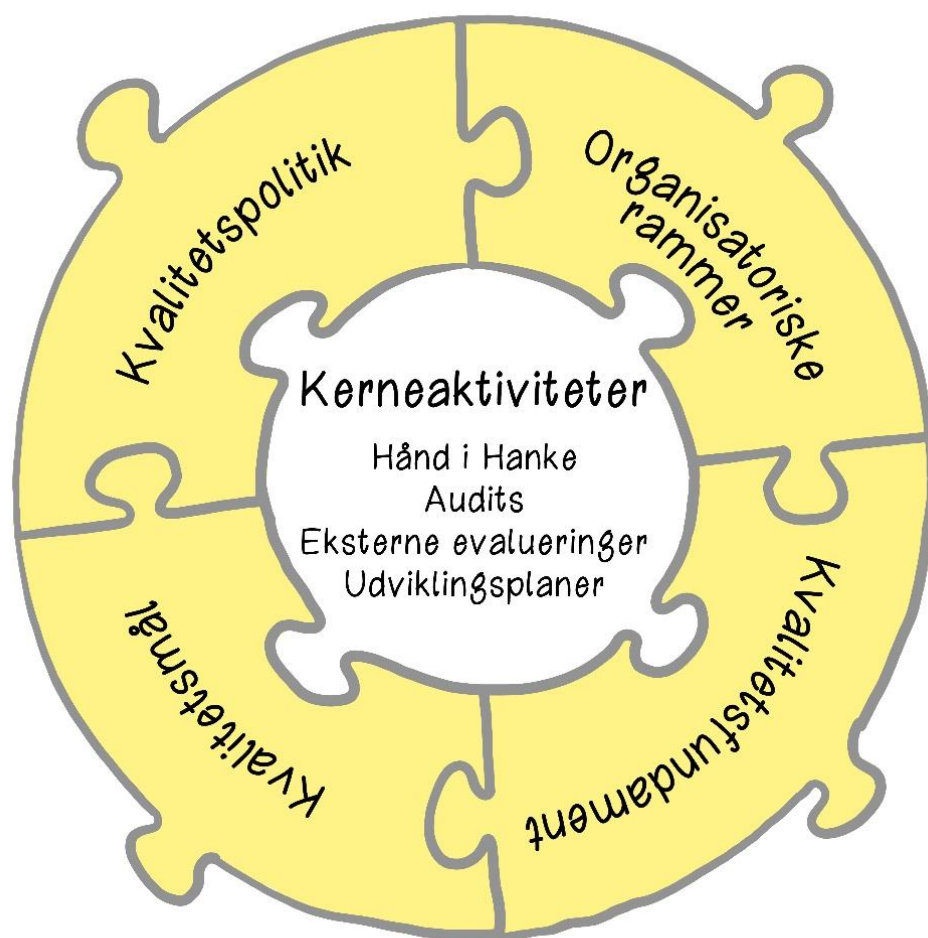 Kvalitetspolitik
Organisatoriske
rammer
Kerneaktiviteter
Hånd i Hanke
Audits
Eksterne evalueringer
Udviklingsplaner
Kvalitetsmål
Kvalitetsfundament